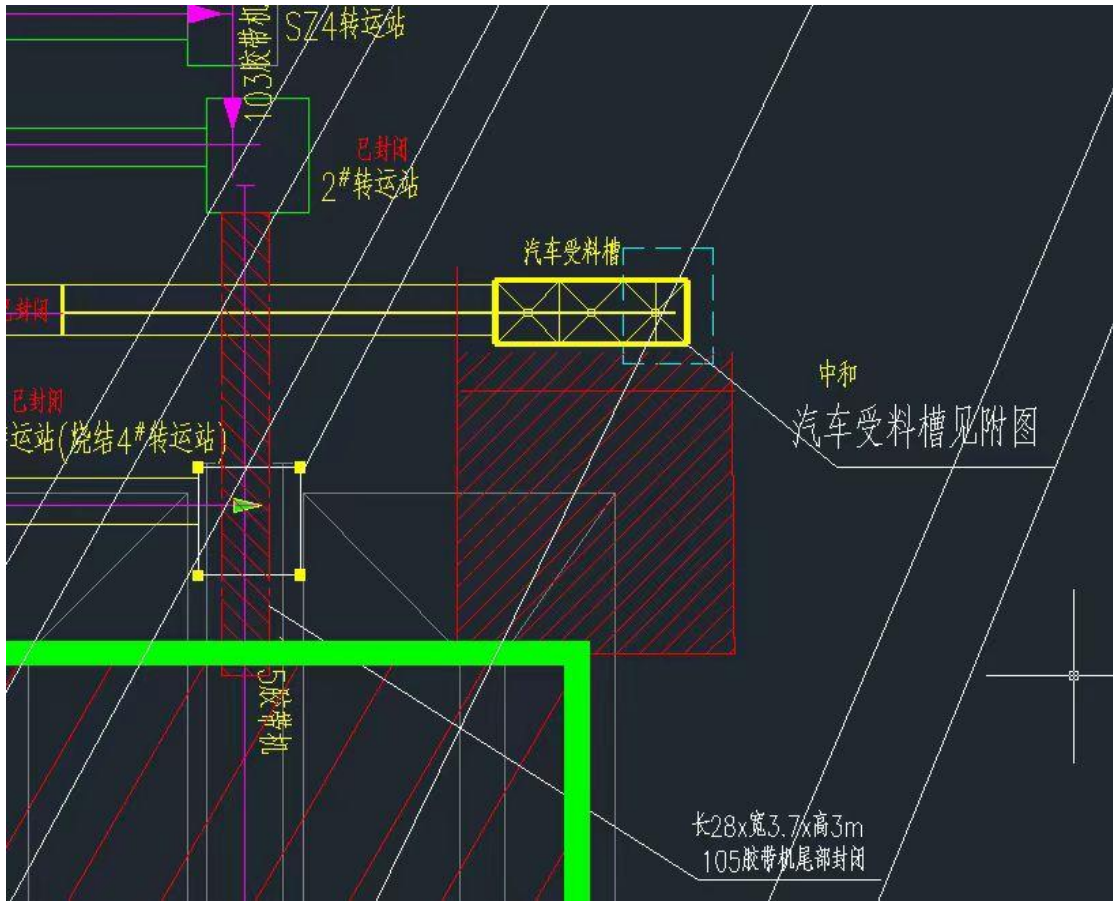 SZ4转运站
103胶带机
已封闭
2#转运站
汽车受料槽
已封闭
中和
汽车受料槽见附图
已封闭
运站(烧结4#转运站)
5胶带机
长28x宽3.7x高3m
105胶带机尾部封闭